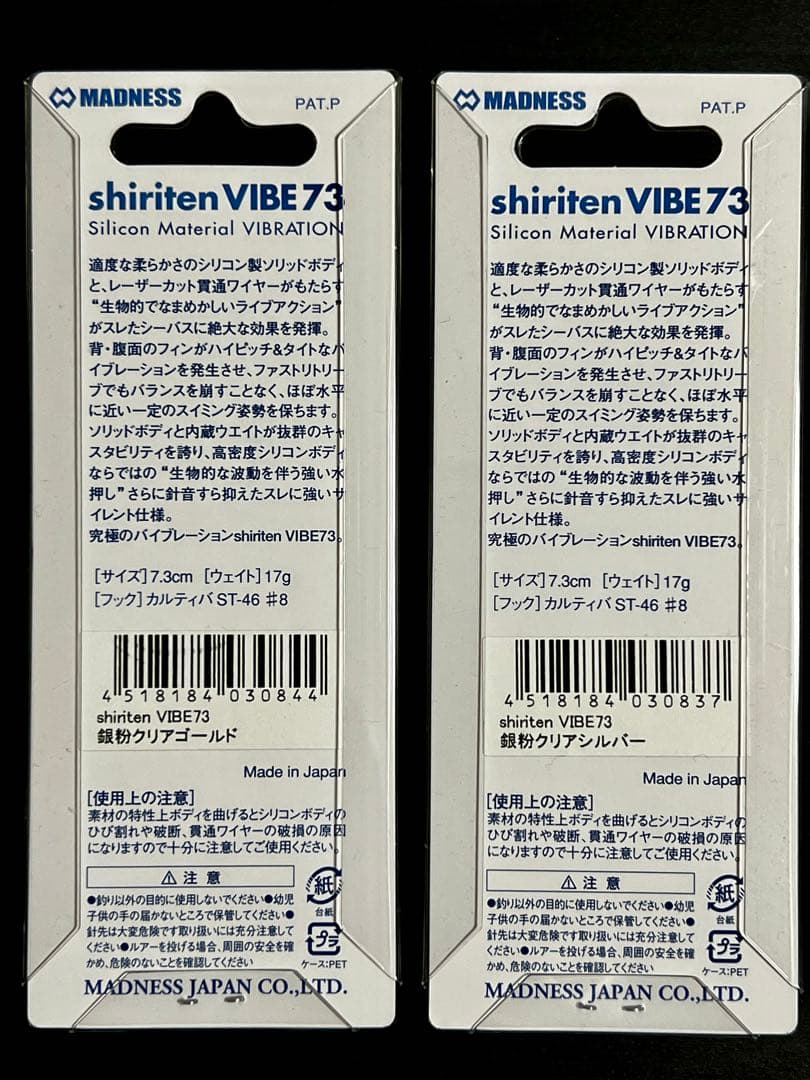 MADNESS
PAT.P
shiriten VIBE 73
Silicon Material VIBRATION
適度な柔らかさのシリコン製ソリッドボディ
と、レーザーカット貫通ワイヤーがもたらす
“生物的でなまめかしいライブアクション”
がスレたシーバスに絶大な効果を発揮。
背・腹面のフィンがハイピッチ&タイトなバ
イブレーションを発生させ、ファストリトリー
ブでもバランスを崩すことなく、ほぼ水平
に近い一定のスイミング姿勢を保ちます。
ソリッドボディと内蔵ウエイトが抜群のキャ
スタビリティを誇り、高密度シリコンボディ
ならではの“生物的な波動を伴う強い水
押し”さらに針音すら抑えたスレに強いサ
イレント仕様。
究極のバイブレーションshiriten VIBE73。
[サイズ]7.3cm [ウェイト]17g
[フック]カルティバ ST-46 #8
4 518184 030844
shiriten VIBE73
銀粉クリアゴールド
Made in Japan
[使用上の注意]
素材の特性上ボディを曲げるとシリコンボディの
ひび割れや破断、貫通ワイヤーの破損の原因
になりますので十分に注意してご使用ください。
⚠ 注 意
●釣り以外の目的に使用しないでください●幼児
子供の手の届かないところで保管してください●
針先は大変危険です取り扱いには充分注意して
ください●ルアーを投げる場合、周囲の安全を確
かめ、危険のないことを確認してください
紙
台紙
プラ
ケース:PET
MADNESS JAPAN CO.,LTD.
MADNESS
PAT.P
shiriten VIBE 73
Silicon Material VIBRATION
適度な柔らかさのシリコン製ソリッドボディ
と、レーザーカット貫通ワイヤーがもたらす
“生物的でなまめかしいライブアクション”
がスレたシーバスに絶大な効果を発揮。
背・腹面のフィンがハイピッチ&タイトなバ
イブレーションを発生させ、ファストリトリー
ブでもバランスを崩すことなく、ほぼ水平
に近い一定のスイミング姿勢を保ちます。
ソリッドボディと内蔵ウエイトが抜群のキャ
スタビリティを誇り、高密度シリコンボディ
ならではの“生物的な波動を伴う強い水
押し”さらに針音すら抑えたスレに強いサ
イレント仕様。
究極のバイブレーションshiriten VIBE73。
[サイズ]7.3cm [ウェイト]17g
[フック]カルティバ ST-46 #8
4 518184 030837
shiriten VIBE73
銀粉クリアシルバー
Made in Japan
[使用上の注意]
素材の特性上ボディを曲げるとシリコンボディの
ひび割れや破断、貫通ワイヤーの破損の原因
になりますので十分に注意してご使用ください。
⚠ 注 意
●釣り以外の目的に使用しないでください●幼児
子供の手の届かないところで保管してください●
針先は大変危険です取り扱いには充分注意して
ください●ルアーを投げる場合、周囲の安全を確
かめ、危険のないことを確認してください
紙
台紙
プラ
ケース:PET
MADNESS JAPAN CO.,LTD.